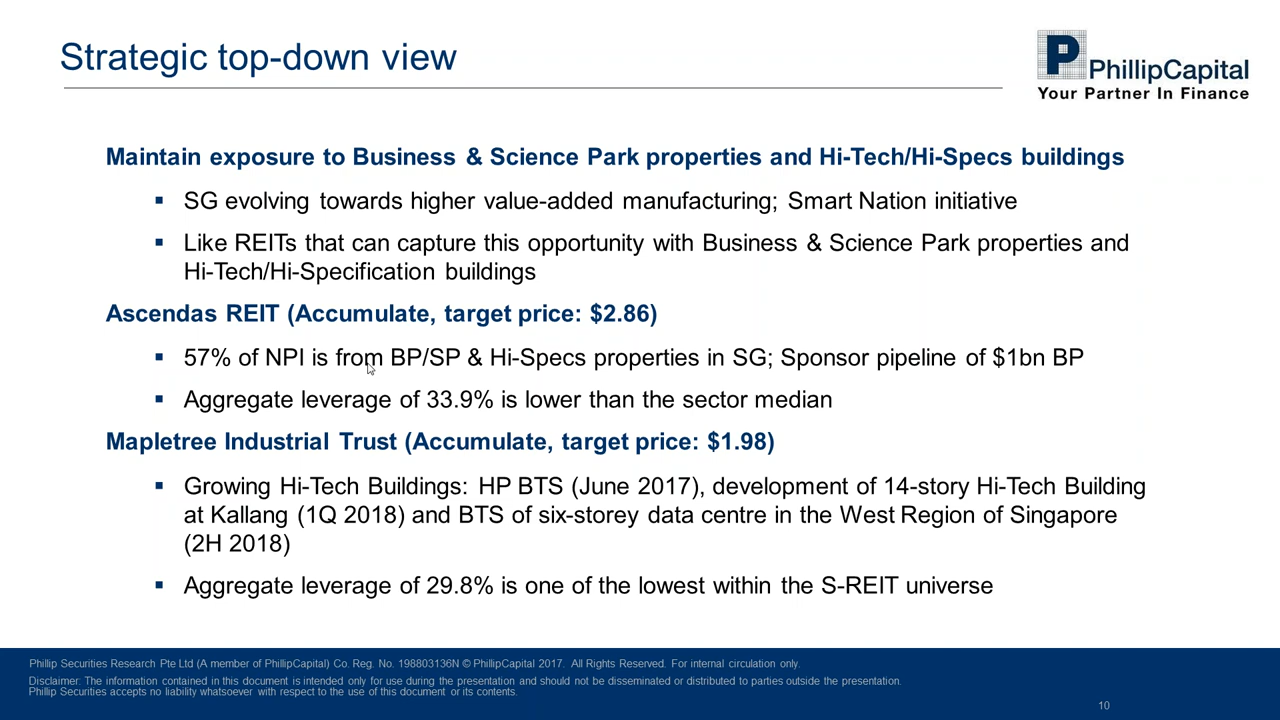 Strategic top-down view
P
PhillipCapital
Your Partner In Finance
Maintain exposure to Business & Science Park properties and Hi-Tech/Hi-Specs buildings
SG evolving towards higher value-added manufacturing; Smart Nation initiative
Like REITs that can capture this opportunity with Business & Science Park properties and
Hi-Tech/Hi-Specification buildings
Ascendas REIT (Accumulate, target price: $2.86)
57% of NPI is from BP/SP & Hi-Specs properties in SG; Sponsor pipeline of $1bn BP
Aggregate leverage of 33.9% is lower than the sector median
Mapletree Industrial Trust (Accumulate, target price: $1.98)
Growing Hi-Tech Buildings: HP BTS (June 2017), development of 14-story Hi-Tech Building
at Kallang (1Q 2018) and BTS of six-storey data centre in the West Region of Singapore
(2H 2018)
Aggregate leverage of 29.8% is one of the lowest within the S-REIT universe
Phillip Securities Research Pte Ltd (A member of PhillipCapital) Co. Reg. No. 198803136N © PhillipCapital 2017. All Rights Reserved. For internal circulation only.
Disclaimer: The information contained in this document is intended only for use during the presentation and should not be disseminated or distributed to parties outside the presentation.
Phillip Securities accepts no liability whatsoever with respect to the use of this document or its contents.
10